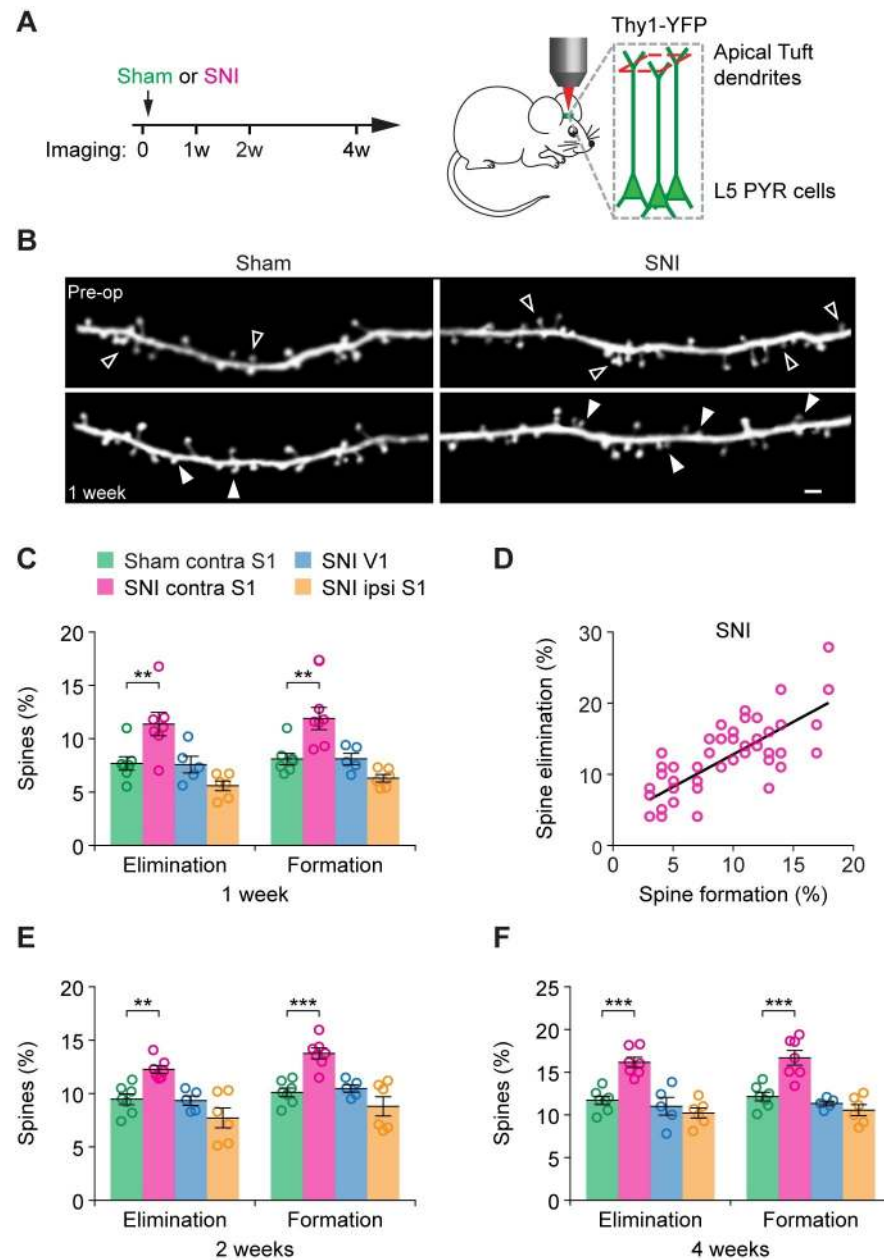 A
Sham or SNI
Imaging: 0 1w 2w 4w
Thy1-YFP
Apical Tuft
dendrites
L5 PYR cells
B
Sham SNI
Pre-op
1 week
C
Sham contra S1 SNI V1
SNI contra S1 SNI ipsi S1
20
15
10
5
0
Spines (%)
** **
Elimination Formation
1 week
D
SNI
30
20
10
0
Spine elimination (%)
0 5 10 15 20
Spine formation (%)
E
20
15
10
5
0
Spines (%)
** ***
Elimination Formation
2 weeks
F
25
20
15
10
5
0
Spines (%)
*** ***
Elimination Formation
4 weeks